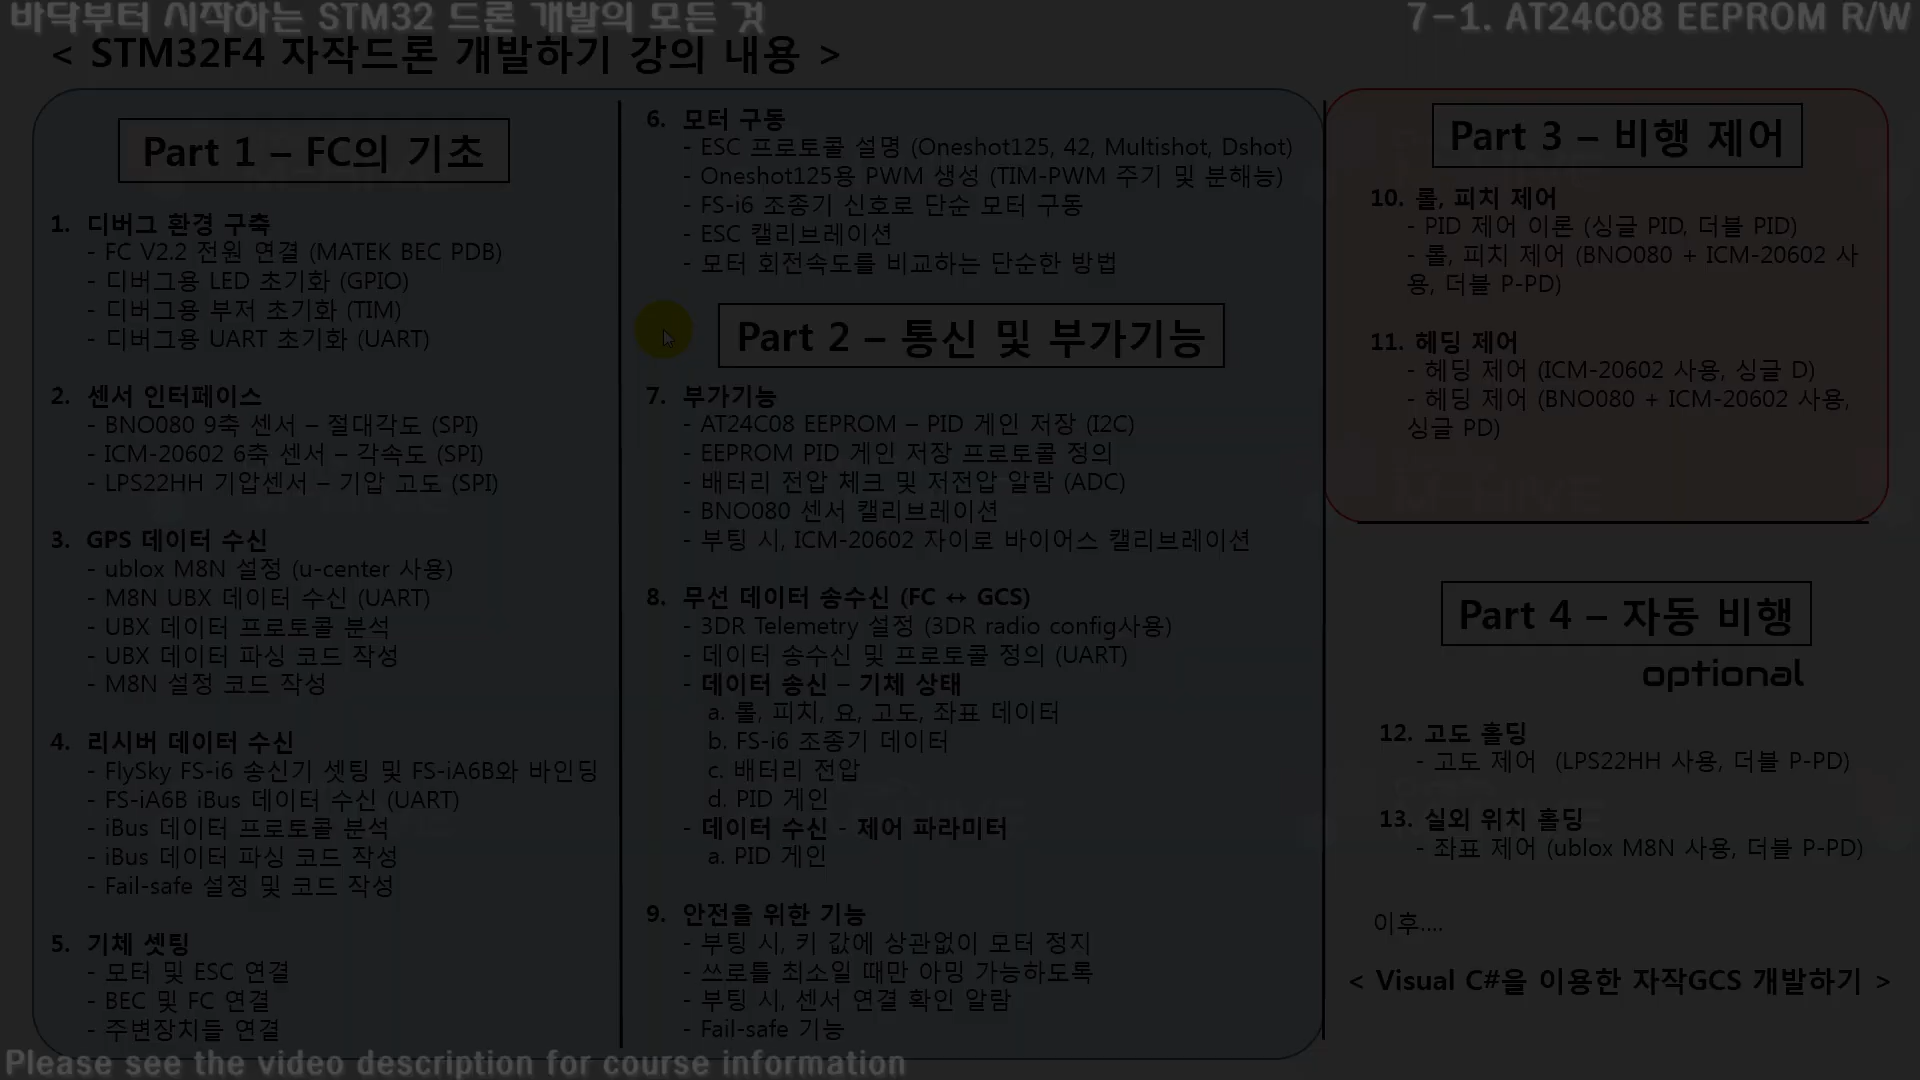 바닥부터 시작하는 STM32 드론 개발의 모든 것
7-1. AT24C08 EEPROM R/W
< STM32F4 자작드론 개발하기 강의 내용 >
Part 1 – FC의 기초
1. 디버그 환경 구축
- FC V2.2 전원 연결 (MATEK BEC PDB)
- 디버그용 LED 초기화 (GPIO)
- 디버그용 부저 초기화 (TIM)
- 디버그용 UART 초기화 (UART)
2. 센서 인터페이스
- BNO080 9축 센서 – 절대각도 (SPI)
- ICM-20602 6축 센서 – 각속도 (SPI)
- LPS22HH 기압센서 – 기압 고도 (SPI)
3. GPS 데이터 수신
- ublox M8N 설정 (u-center 사용)
- M8N UBX 데이터 수신 (UART)
- UBX 데이터 프로토콜 분석
- UBX 데이터 파싱 코드 작성
- M8N 설정 코드 작성
4. 리시버 데이터 수신
- FlySky FS-i6 송신기 셋팅 및 FS-iA6B와 바인딩
- FS-iA6B iBus 데이터 수신 (UART)
- iBus 데이터 프로토콜 분석
- iBus 데이터 파싱 코드 작성
- Fail-safe 설정 및 코드 작성
5. 기체 셋팅
- 모터 및 ESC 연결
- BEC 및 FC 연결
- 주변장치들 연결
6. 모터 구동
- ESC 프로토콜 설명 (Oneshot125, 42, Multishot, Dshot)
- Oneshot125용 PWM 생성 (TIM-PWM 주기 및 분해능)
- FS-i6 조종기 신호로 단순 모터 구동
- ESC 캘리브레이션
- 모터 회전속도를 비교하는 단순한 방법
Part 2 – 통신 및 부가기능
7. 부가기능
- AT24C08 EEPROM – PID 게인 저장 (I2C)
- EEPROM PID 게인 저장 프로토콜 정의
- 배터리 전압 체크 및 저전압 알람 (ADC)
- BNO080 센서 캘리브레이션
- 부팅 시, ICM-20602 자이로 바이어스 캘리브레이션
8. 무선 데이터 송수신 (FC ↔ GCS)
- 3DR Telemetry 설정 (3DR radio config사용)
- 데이터 송수신 및 프로토콜 정의 (UART)
- 데이터 송신 – 기체 상태
a. 롤, 피치, 요, 고도, 좌표 데이터
b. FS-i6 조종기 데이터
c. 배터리 전압
d. PID 게인
- 데이터 수신 - 제어 파라미터
a. PID 게인
9. 안전을 위한 기능
- 부팅 시, 키 값에 상관없이 모터 정지
- 쓰로틀 최소일 때만 아밍 가능하도록
- 부팅 시, 센서 연결 확인 알람
- Fail-safe 기능
Part 3 – 비행 제어
10. 롤, 피치 제어
- PID 제어 이론 (싱글 PID, 더블 PID)
- 롤, 피치 제어 (BNO080 + ICM-20602 사
용, 더블 P-PD)
11. 헤딩 제어
- 헤딩 제어 (ICM-20602 사용, 싱글 D)
- 헤딩 제어 (BNO080 + ICM-20602 사용,
싱글 PD)
Part 4 – 자동 비행
optional
12. 고도 홀딩
- 고도 제어 (LPS22HH 사용, 더블 P-PD)
13. 실외 위치 홀딩
- 좌표 제어 (ublox M8N 사용, 더블 P-PD)
이후....
< Visual C#을 이용한 자작GCS 개발하기 >
Please see the video description for course information